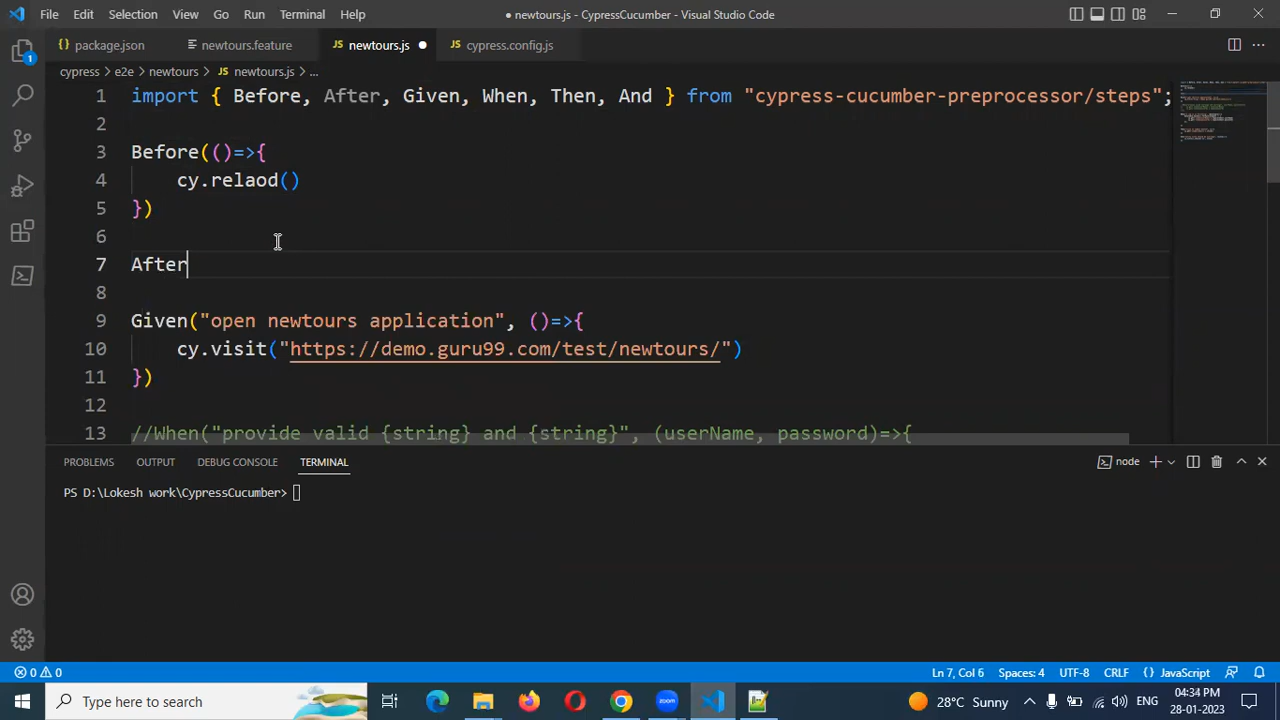 File Edit Selection View Go Run Terminal Help
● newtours.js - CypressCucumber - Visual Studio Code
{} package.json newtours.feature JS newtours.js ● JS cypress.config.js
cypress > e2e > newtours > JS newtours.js > ...
1 import { Before, After, Given, When, Then, And } from "cypress-cucumber-preprocessor/steps";
2
3 Before(()=>{
4 cy.relaod()
5 })
6
7 After
8
9 Given("open newtours application", ()=>{
10 cy.visit("https://demo.guru99.com/test/newtours/")
11 })
12
13 //When("provide valid {string} and {string}", (userName, password)=>{
PROBLEMS OUTPUT DEBUG CONSOLE TERMINAL node
PS D:\Lokesh work\CypressCucumber>
0 0 Ln 7, Col 6 Spaces: 4 UTF-8 CRLF {} JavaScript
Type here to search 28°C Sunny ENG 04:34 PM
28-01-2023